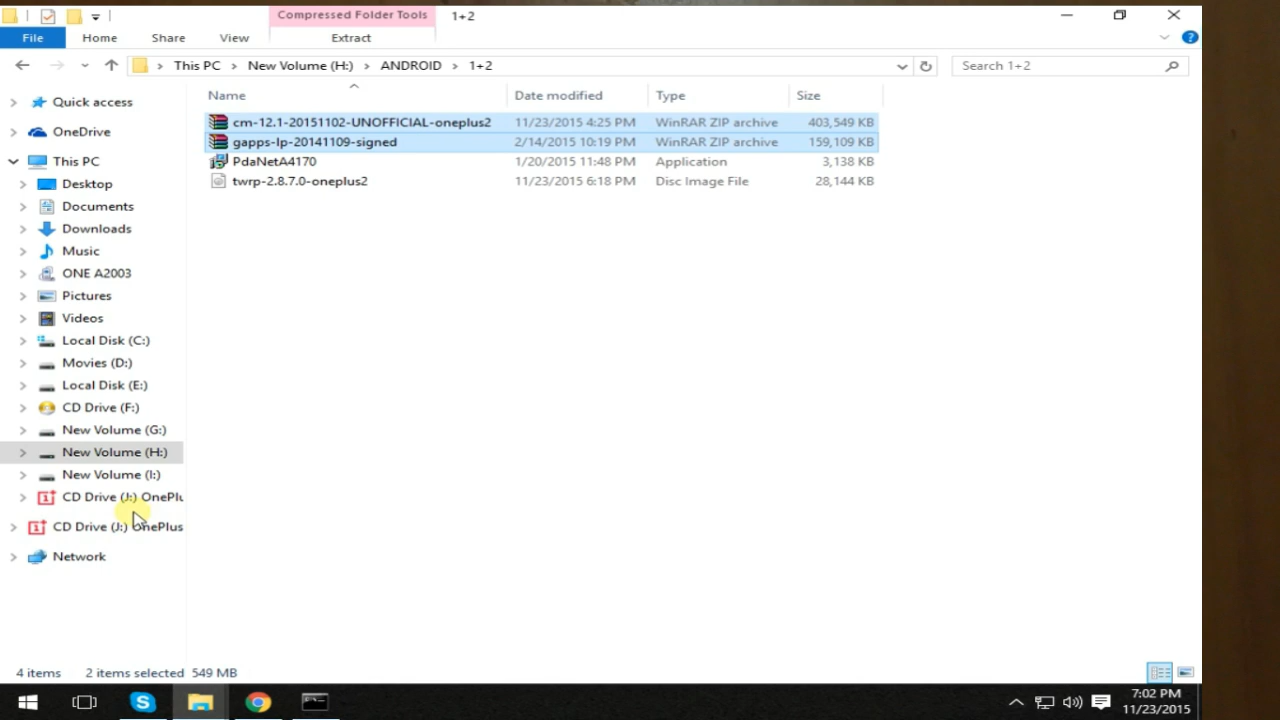 Compressed Folder Tools
1+2
File
Home
Share
View
Extract
This PC > New Volume (H:) > ANDROID > 1+2
Search 1+2
Name
Date modified
Type
Size
cm-12.1-20151102-UNOFFICIAL-oneplus2 11/23/2015 4:25 PM WinRAR ZIP archive 403,549 KB
gapps-lp-20141109-signed 2/14/2015 10:19 PM WinRAR ZIP archive 159,109 KB
PdaNetA4170 1/20/2015 11:48 PM Application 3,138 KB
twrp-2.8.7.0-oneplus2 11/23/2015 6:18 PM Disc Image File 28,144 KB
Quick access
OneDrive
This PC
Desktop
Documents
Downloads
Music
ONE A2003
Pictures
Videos
Local Disk (C:)
Movies (D:)
Local Disk (E:)
CD Drive (F:)
New Volume (G:)
New Volume (H:)
New Volume (I:)
CD Drive (J:) OnePlu
CD Drive (J:) OnePlus
Network
4 items 2 items selected 549 MB
7:02 PM
11/23/2015